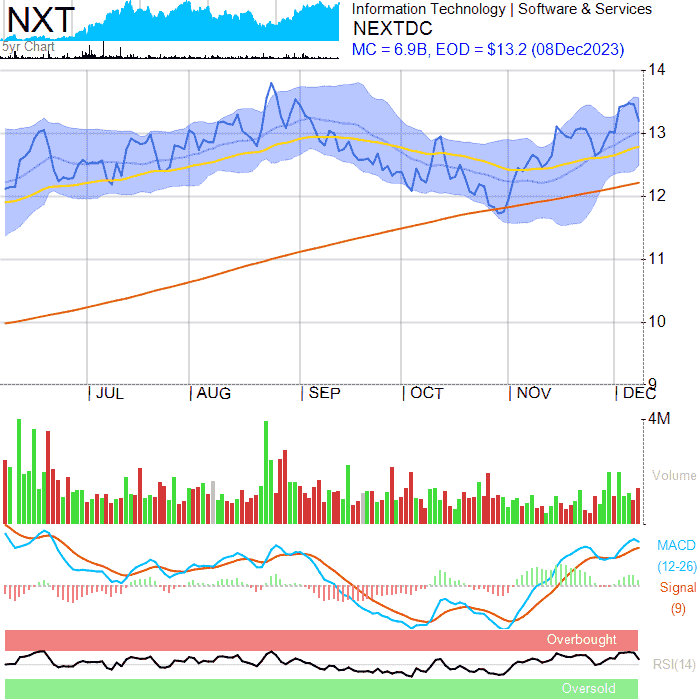 NXT
5yr Chart
Information Technology | Software & Services
NEXTDC
MC = 6.9B, EOD = $13.2 (08Dec2023)
14
13
12
11
10
9
JUL AUG SEP OCT NOV DEC
4M
Volume
MACD
(12-26)
Signal
(9)
Overbought
RSI(14)
Oversold